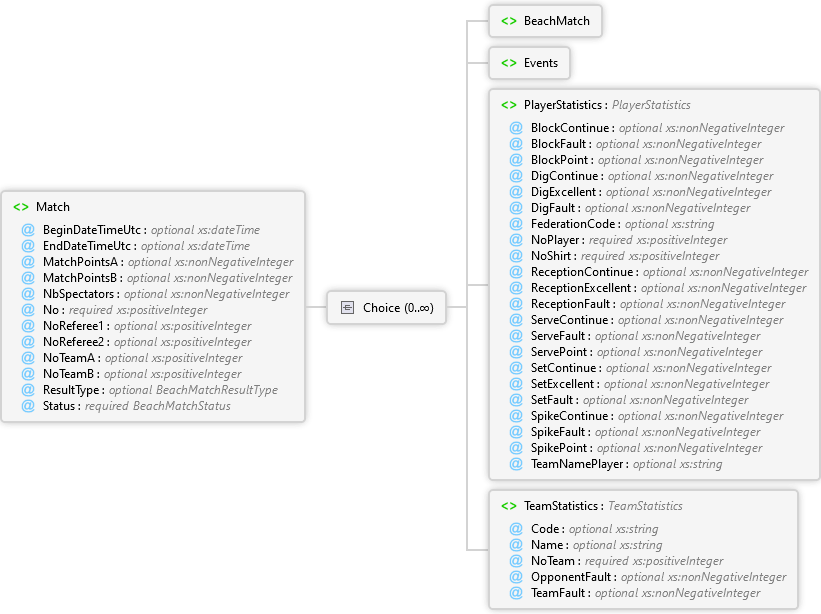 <> Match
@ BeginDateTimeUtc : optional xs:dateTime
@ EndDateTimeUtc : optional xs:dateTime
@ MatchPointsA : optional xs:nonNegativeInteger
@ MatchPointsB : optional xs:nonNegativeInteger
@ NbSpectators : optional xs:nonNegativeInteger
@ No : required xs:positiveInteger
@ NoReferee1 : optional xs:positiveInteger
@ NoReferee2 : optional xs:positiveInteger
@ NoTeamA : optional xs:positiveInteger
@ NoTeamB : optional xs:positiveInteger
@ ResultType : optional BeachMatchResultType
@ Status : required BeachMatchStatus
Choice (0..∞)
<> BeachMatch
<> Events
<> PlayerStatistics : PlayerStatistics
@ BlockContinue : optional xs:nonNegativeInteger
@ BlockFault : optional xs:nonNegativeInteger
@ BlockPoint : optional xs:nonNegativeInteger
@ DigContinue : optional xs:nonNegativeInteger
@ DigExcellent : optional xs:nonNegativeInteger
@ DigFault : optional xs:nonNegativeInteger
@ FederationCode : optional xs:string
@ NoPlayer : required xs:positiveInteger
@ NoShirt : required xs:positiveInteger
@ ReceptionContinue : optional xs:nonNegativeInteger
@ ReceptionExcellent : optional xs:nonNegativeInteger
@ ReceptionFault : optional xs:nonNegativeInteger
@ ServeContinue : optional xs:nonNegativeInteger
@ ServeFault : optional xs:nonNegativeInteger
@ ServePoint : optional xs:nonNegativeInteger
@ SetContinue : optional xs:nonNegativeInteger
@ SetExcellent : optional xs:nonNegativeInteger
@ SetFault : optional xs:nonNegativeInteger
@ SpikeContinue : optional xs:nonNegativeInteger
@ SpikeFault : optional xs:nonNegativeInteger
@ SpikePoint : optional xs:nonNegativeInteger
@ TeamNamePlayer : optional xs:string
<> TeamStatistics : TeamStatistics
@ Code : optional xs:string
@ Name : optional xs:string
@ NoTeam : required xs:positiveInteger
@ OpponentFault : optional xs:nonNegativeInteger
@ TeamFault : optional xs:nonNegativeInteger